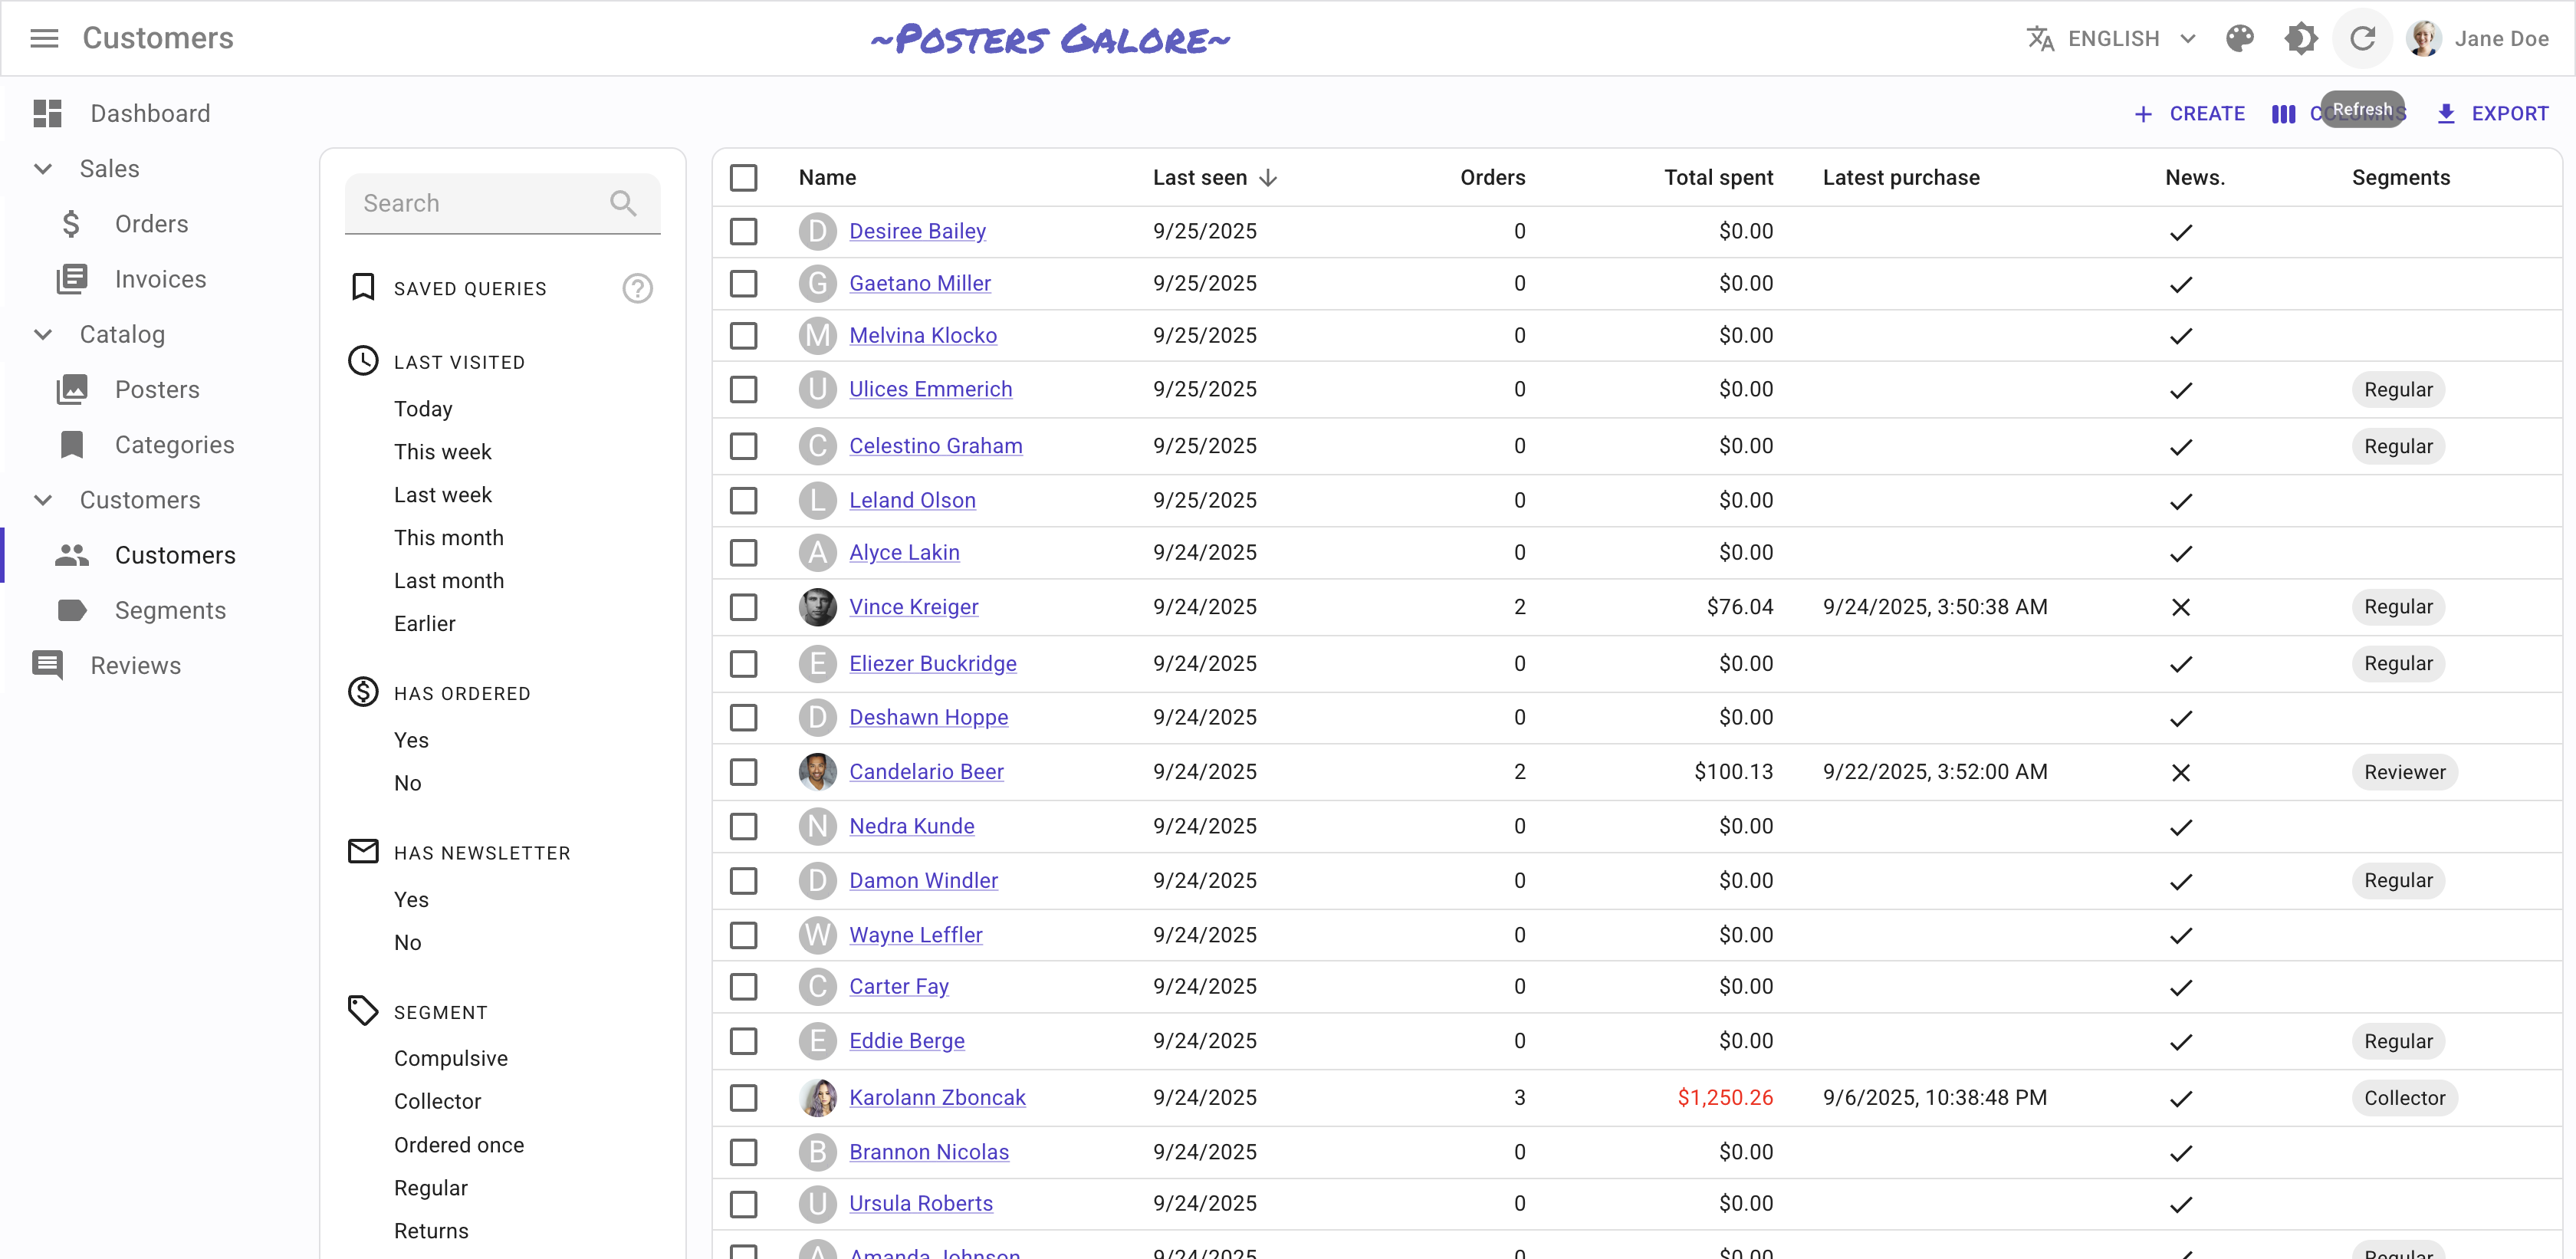 Customers
~Posters Galore~
ENGLISH
Jane Doe
Dashboard
Sales
Orders
Invoices
Catalog
Posters
Categories
Customers
Customers
Segments
Reviews
CREATE
COLUMNS
Refresh
EXPORT
Search
SAVED QUERIES
LAST VISITED
Today
This week
Last week
This month
Last month
Earlier
HAS ORDERED
Yes
No
HAS NEWSLETTER
Yes
No
SEGMENT
Compulsive
Collector
Ordered once
Regular
Returns
Name Last seen Orders Total spent Latest purchase News. Segments
D Desiree Bailey 9/25/2025 0 $0.00
G Gaetano Miller 9/25/2025 0 $0.00
M Melvina Klocko 9/25/2025 0 $0.00
U Ulices Emmerich 9/25/2025 0 $0.00 Regular
C Celestino Graham 9/25/2025 0 $0.00 Regular
L Leland Olson 9/25/2025 0 $0.00
A Alyce Lakin 9/24/2025 0 $0.00
Vince Kreiger 9/24/2025 2 $76.04 9/24/2025, 3:50:38 AM Regular
E Eliezer Buckridge 9/24/2025 0 $0.00 Regular
D Deshawn Hoppe 9/24/2025 0 $0.00
Candelario Beer 9/24/2025 2 $100.13 9/22/2025, 3:52:00 AM Reviewer
N Nedra Kunde 9/24/2025 0 $0.00
D Damon Windler 9/24/2025 0 $0.00 Regular
W Wayne Leffler 9/24/2025 0 $0.00
C Carter Fay 9/24/2025 0 $0.00
E Eddie Berge 9/24/2025 0 $0.00 Regular
Karolann Zboncak 9/24/2025 3 $1,250.26 9/6/2025, 10:38:48 PM Collector
B Brannon Nicolas 9/24/2025 0 $0.00
U Ursula Roberts 9/24/2025 0 $0.00
A Amanda Johnson 9/24/2025 0 $0.00 Regular